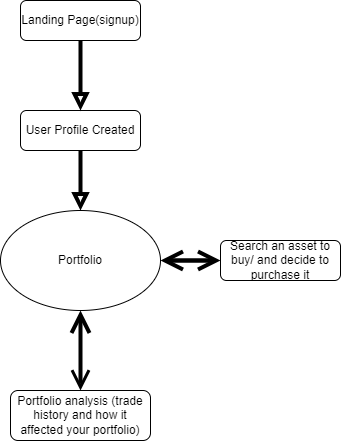 Landing Page(signup)
User Profile Created
Portfolio
Search an asset to
buy/ and decide to
purchase it
Portfolio analysis (trade
history and how it
affected your portfolio)